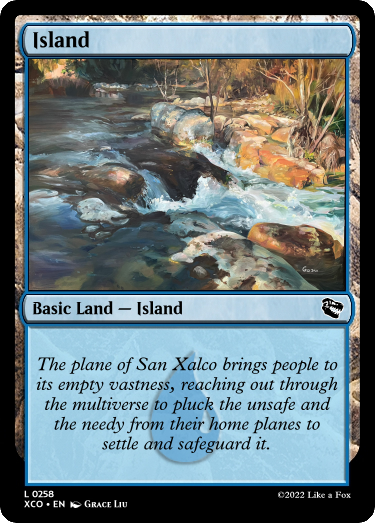 Island
Basic Land — Island
The plane of San Xalco brings people to
its empty vastness, reaching out through
the multiverse to pluck the unsafe and
the needy from their home planes to
settle and safeguard it.
L 0258
XCO • EN Grace Liu
©2022 Like a Fox